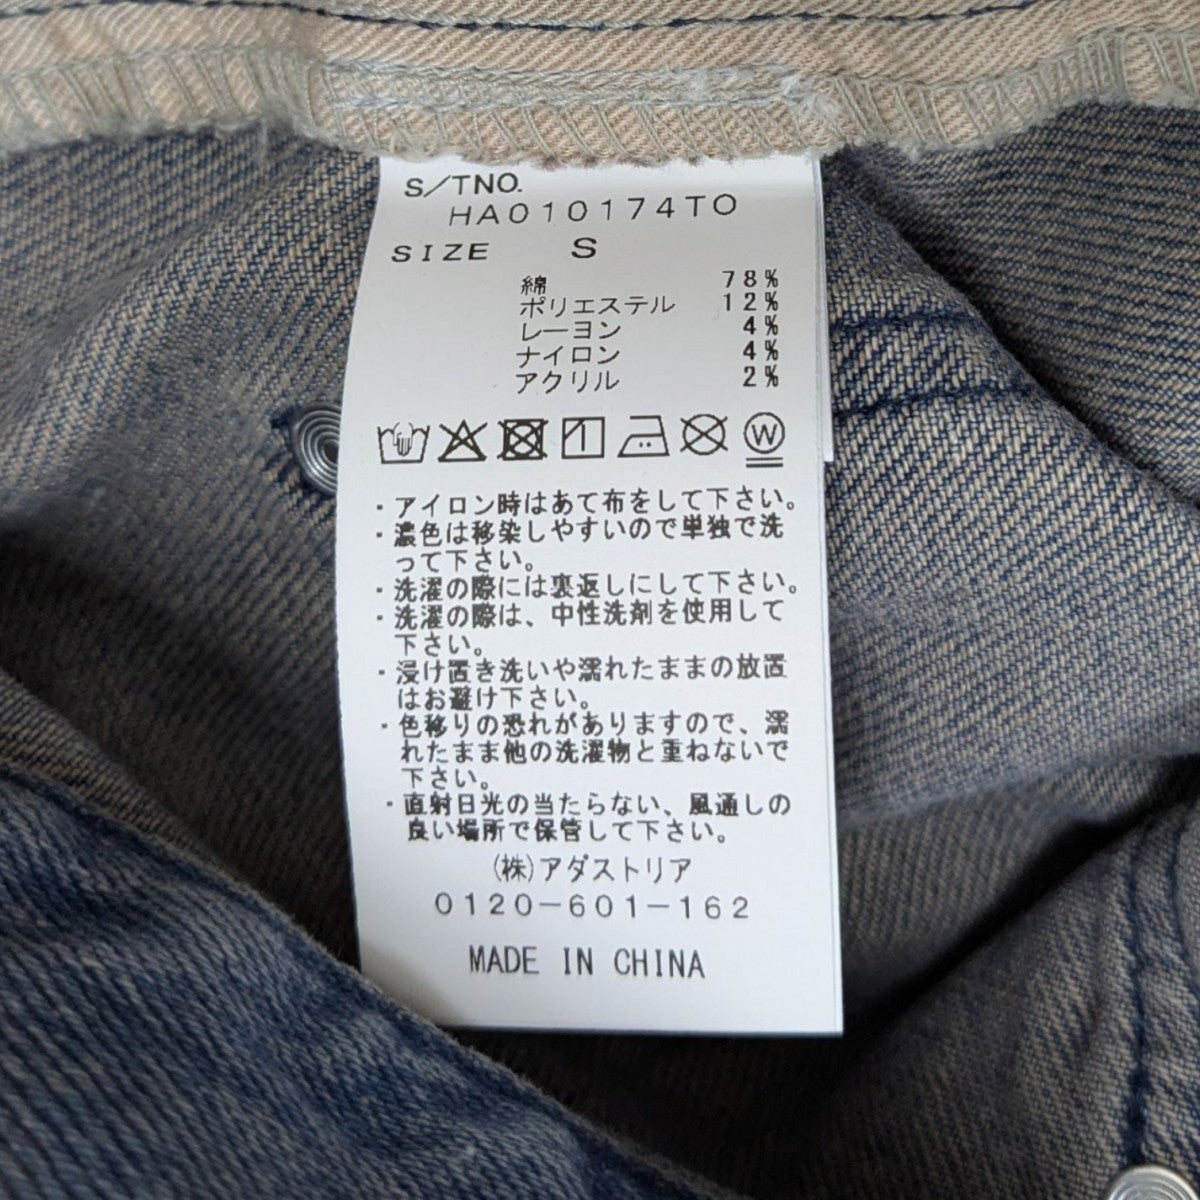 S/TNO.
HA010174TO
SIZE S
綿 78%
ポリエステル 12%
レーヨン 4%
ナイロン 4%
アクリル 2%
W
・アイロン時はあて布をして下さい。
・濃色は移染しやすいので単独で洗
って下さい。
・洗濯の際には裏返しにして下さい。
・洗濯の際は、中性洗剤を使用して
下さい。
・浸け置き洗いや濡れたままの放置
はお避け下さい。
・色移りの恐れがありますので、濡
れたまま他の洗濯物と重ねないで
下さい。
・直射日光の当たらない、風通しの
良い場所で保管して下さい。
(株)アダストリア
0120-601-162
MADE IN CHINA